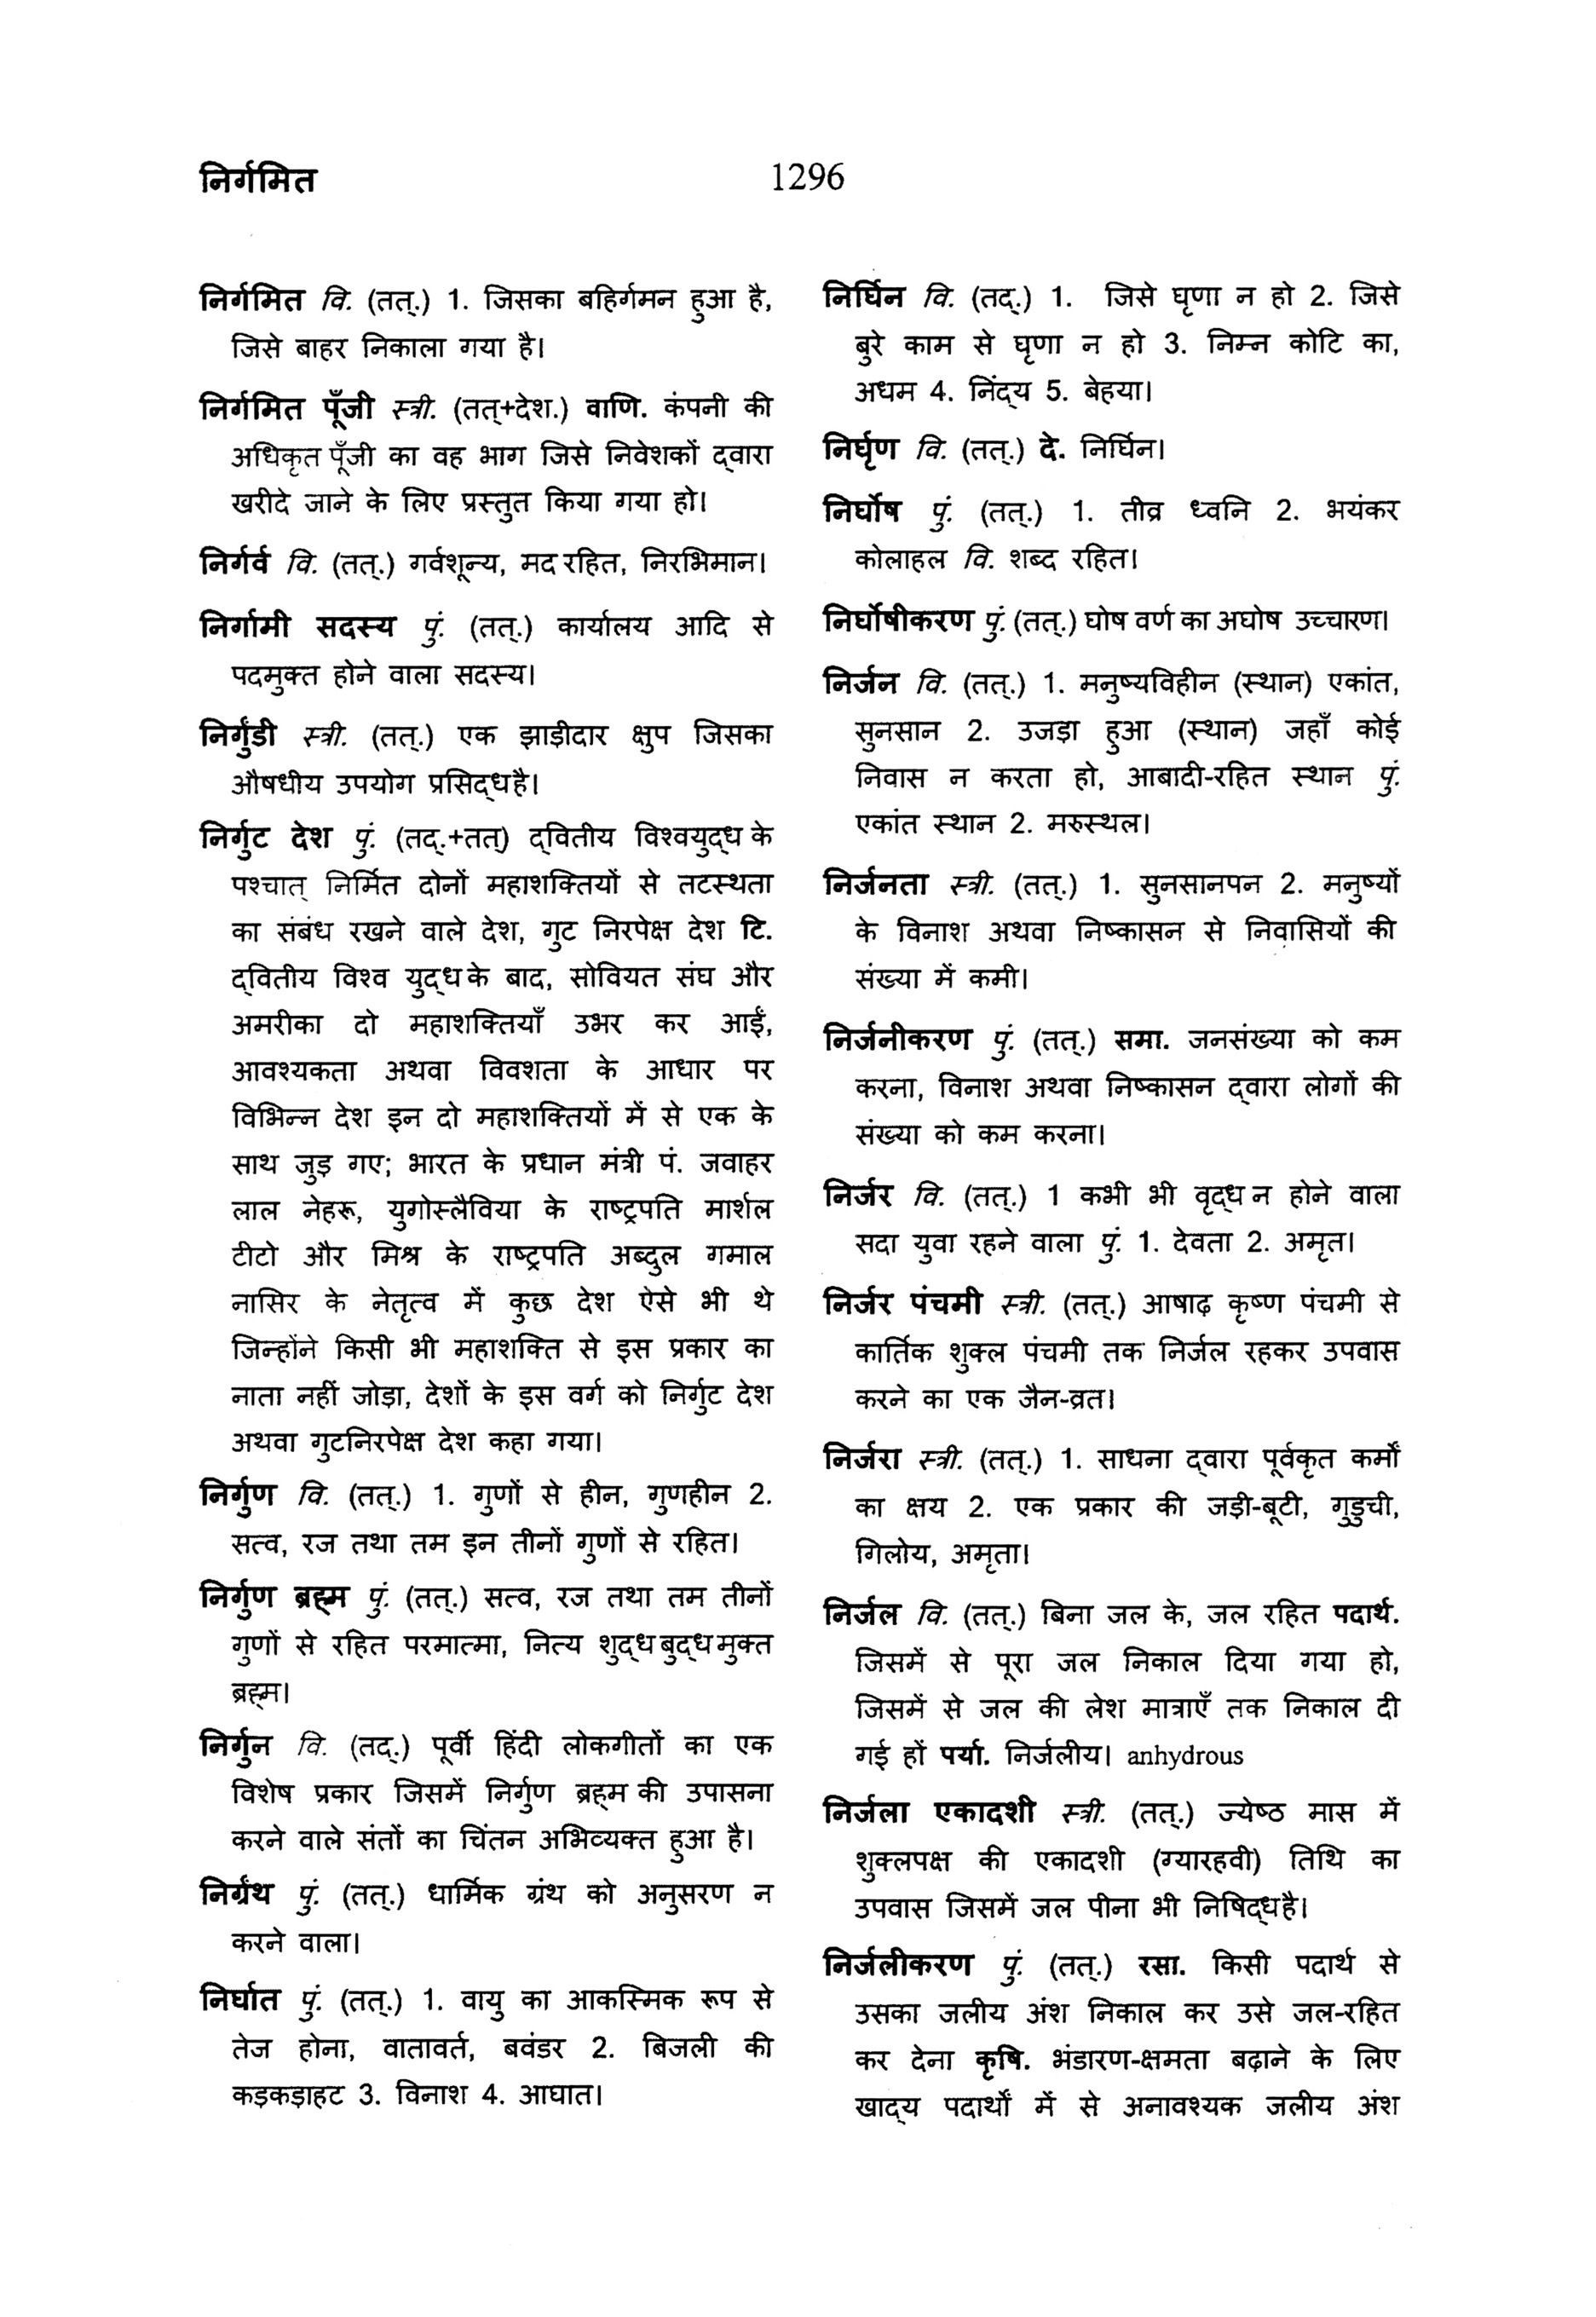 निर्गमित
1296
निर्गमित वि. (तत्.) 1. जिसका बहिर्गमन हुआ है,
जिसे बाहर निकाला गया है।
निर्गमित पूँजी स्त्री. (तत्+देश.) वाणि. कंपनी की
अधिकृत पूँजी का वह भाग जिसे निवेशकों द्‌वारा
खरीदे जाने के लिए प्रस्तुत किया गया हो।
निर्गर्व वि. (तत्.) गर्वशून्य, मद रहित, निरभिमान।
निर्गामी सदस्य पुं. (तत्.) कार्यालय आदि से
पदमुक्त होने वाला सदस्य।
निर्गुंडी स्त्री. (तत्.) एक झाड़ीदार क्षुप जिसका
औषधीय उपयोग प्रसिद्‌ध है।
निर्गुट देश पुं. (तद्.+तत्) द्‌वितीय विश्वयुद्‌ध के
पश्चात् निर्मित दोनों महाशक्तियों से तटस्थता
का संबंध रखने वाले देश, गुट निरपेक्ष देश टि.
द्‌वितीय विश्व युद्‌ध के बाद, सोवियत संघ और
अमरीका दो महाशक्तियाँ उभर कर आईं,
आवश्यकता अथवा विवशता के आधार पर
विभिन्न देश इन दो महाशक्तियों में से एक के
साथ जुड़ गए; भारत के प्रधान मंत्री पं. जवाहर
लाल नेहरू, युगोस्लैविया के राष्ट्रपति मार्शल
टीटो और मिश्र के राष्ट्रपति अब्दुल गमाल
नासिर के नेतृत्व में कुछ देश ऐसे भी थे
जिन्होंने किसी भी महाशक्ति से इस प्रकार का
नाता नहीं जोड़ा, देशों के इस वर्ग को निर्गुट देश
अथवा गुटनिरपेक्ष देश कहा गया।
निर्गुण वि. (तत्.) 1. गुणों से हीन, गुणहीन 2.
सत्व, रज तथा तम इन तीनों गुणों से रहित।
निर्गुण ब्रह्म पुं. (तत्.) सत्व, रज तथा तम तीनों
गुणों से रहित परमात्मा, नित्य शुद्‌ध बुद्‌ध मुक्त
ब्रह्म।
निर्गुन वि. (तद्.) पूर्वी हिंदी लोकगीतों का एक
विशेष प्रकार जिसमें निर्गुण ब्रह्म की उपासना
करने वाले संतों का चिंतन अभिव्यक्त हुआ है।
निर्ग्रंथ पुं. (तत्.) धार्मिक ग्रंथ को अनुसरण न
करने वाला।
निर्घात पुं. (तत्.) 1. वायु का आकस्मिक रूप से
तेज होना, वातावर्त, बवंडर 2. बिजली की
कड़कड़ाहट 3. विनाश 4. आघात।
निर्घिन वि. (तद्.) 1. जिसे घृणा न हो 2. जिसे
बुरे काम से घृणा न हो 3. निम्न कोटि का,
अधम 4. निंद्‌य 5. बेहया।
निर्घृण वि. (तत्.) दे. निर्घिन।
निर्घोष पुं. (तत्.) 1. तीव्र ध्वनि 2. भयंकर
कोलाहल वि. शब्द रहित।
निर्घोषीकरण पुं. (तत्.) घोष वर्ण का अघोष उच्चारण।
निर्जन वि. (तत्.) 1. मनुष्यविहीन (स्थान) एकांत,
सुनसान 2. उजड़ा हुआ (स्थान) जहाँ कोई
निवास न करता हो, आबादी-रहित स्थान पुं.
एकांत स्थान 2. मरुस्थल।
निर्जनता स्त्री. (तत्.) 1. सुनसानपन 2. मनुष्यों
के विनाश अथवा निष्कासन से निवासियों की
संख्या में कमी।
निर्जनीकरण पुं. (तत्.) समा. जनसंख्या को कम
करना, विनाश अथवा निष्कासन द्‌वारा लोगों की
संख्या को कम करना।
निर्जर वि. (तत्.) 1 कभी भी वृद्‌ध न होने वाला
सदा युवा रहने वाला पुं. 1. देवता 2. अमृत।
निर्जर पंचमी स्त्री. (तत्.) आषाढ़ कृष्ण पंचमी से
कार्तिक शुक्ल पंचमी तक निर्जल रहकर उपवास
करने का एक जैन-व्रत।
निर्जरा स्त्री. (तत्.) 1. साधना द्‌वारा पूर्वकृत कर्मों
का क्षय 2. एक प्रकार की जड़ी-बूटी, गुडुची,
गिलोय, अमृता।
निर्जल वि. (तत्.) बिना जल के, जल रहित पदार्थ.
जिसमें से पूरा जल निकाल दिया गया हो,
जिसमें से जल की लेश मात्राएँ तक निकाल दी
गई हों पर्या. निर्जलीय। anhydrous
निर्जला एकादशी स्त्री. (तत्.) ज्येष्ठ मास में
शुक्लपक्ष की एकादशी (ग्यारहवी) तिथि का
उपवास जिसमें जल पीना भी निषिद्‌ध है।
निर्जलीकरण पुं. (तत्.) रसा. किसी पदार्थ से
उसका जलीय अंश निकाल कर उसे जल-रहित
कर देना कृषि. भंडारण-क्षमता बढ़ाने के लिए
खाद्‌य पदार्थों में से अनावश्यक जलीय अंश